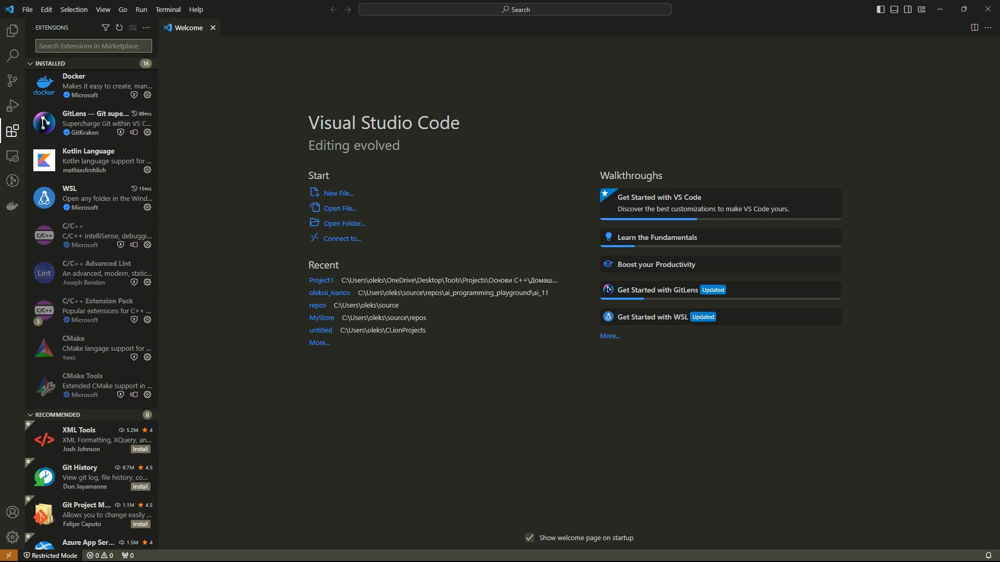 File Edit Selection View Go Run Terminal Help
Search
EXTENSIONS
Welcome
Search Extensions in Marketplace
INSTALLED 16
Docker
Makes it easy to create, man...
docker
Microsoft
GitLens — Git supe... 99ms
Supercharge Git within VS C...
GitKraken
Kotlin Language
Kotlin language support for ...
mathiasfrohlich
WSL 15ms
Open any folder in the Wind...
Microsoft
C/C++
C/C++
C/C++ IntelliSense, debuggi...
Microsoft
C/C++ Advanced Lint
Lint
An advanced, modern, static...
Joseph Benden
C/C++ Extension Pack
C/C++
Popular extensions for C++ ...
3
Microsoft
CMake
CMake langage support for ...
twxs
CMake Tools
Extended CMake support in ...
Microsoft
RECOMMENDED 8
XML Tools 5.2M 4
XML Formatting, XQuery, an...
Josh Johnson Install
Git History 9.7M 4.5
View git log, file history, co...
Don Jayamanne Install
Git Project M... 1.1M 4.5
Allows you to change easily ...
Felipe Caputo Install
Azure App Ser... 1.5M 4
Visual Studio Code
Editing evolved
Start
New File...
Open File...
Open Folder...
Connect to...
Recent
Project1 C:\Users\oleks\OneDrive\Desktop\Tools\Projects\Основи С++\Домаш...
oleksii_ivanov C:\Users\oleks\source\repos\ai_programming_playground\ai_11
repos C:\Users\oleks\source
MyStore C:\Users\oleks\source\repos
untitled C:\Users\oleks\CLionProjects
More...
Walkthroughs
Get Started with VS Code
Discover the best customizations to make VS Code yours.
Learn the Fundamentals
Boost your Productivity
Get Started with GitLens Updated
Get Started with WSL Updated
More...
Show welcome page on startup
Restricted Mode 0 0 0